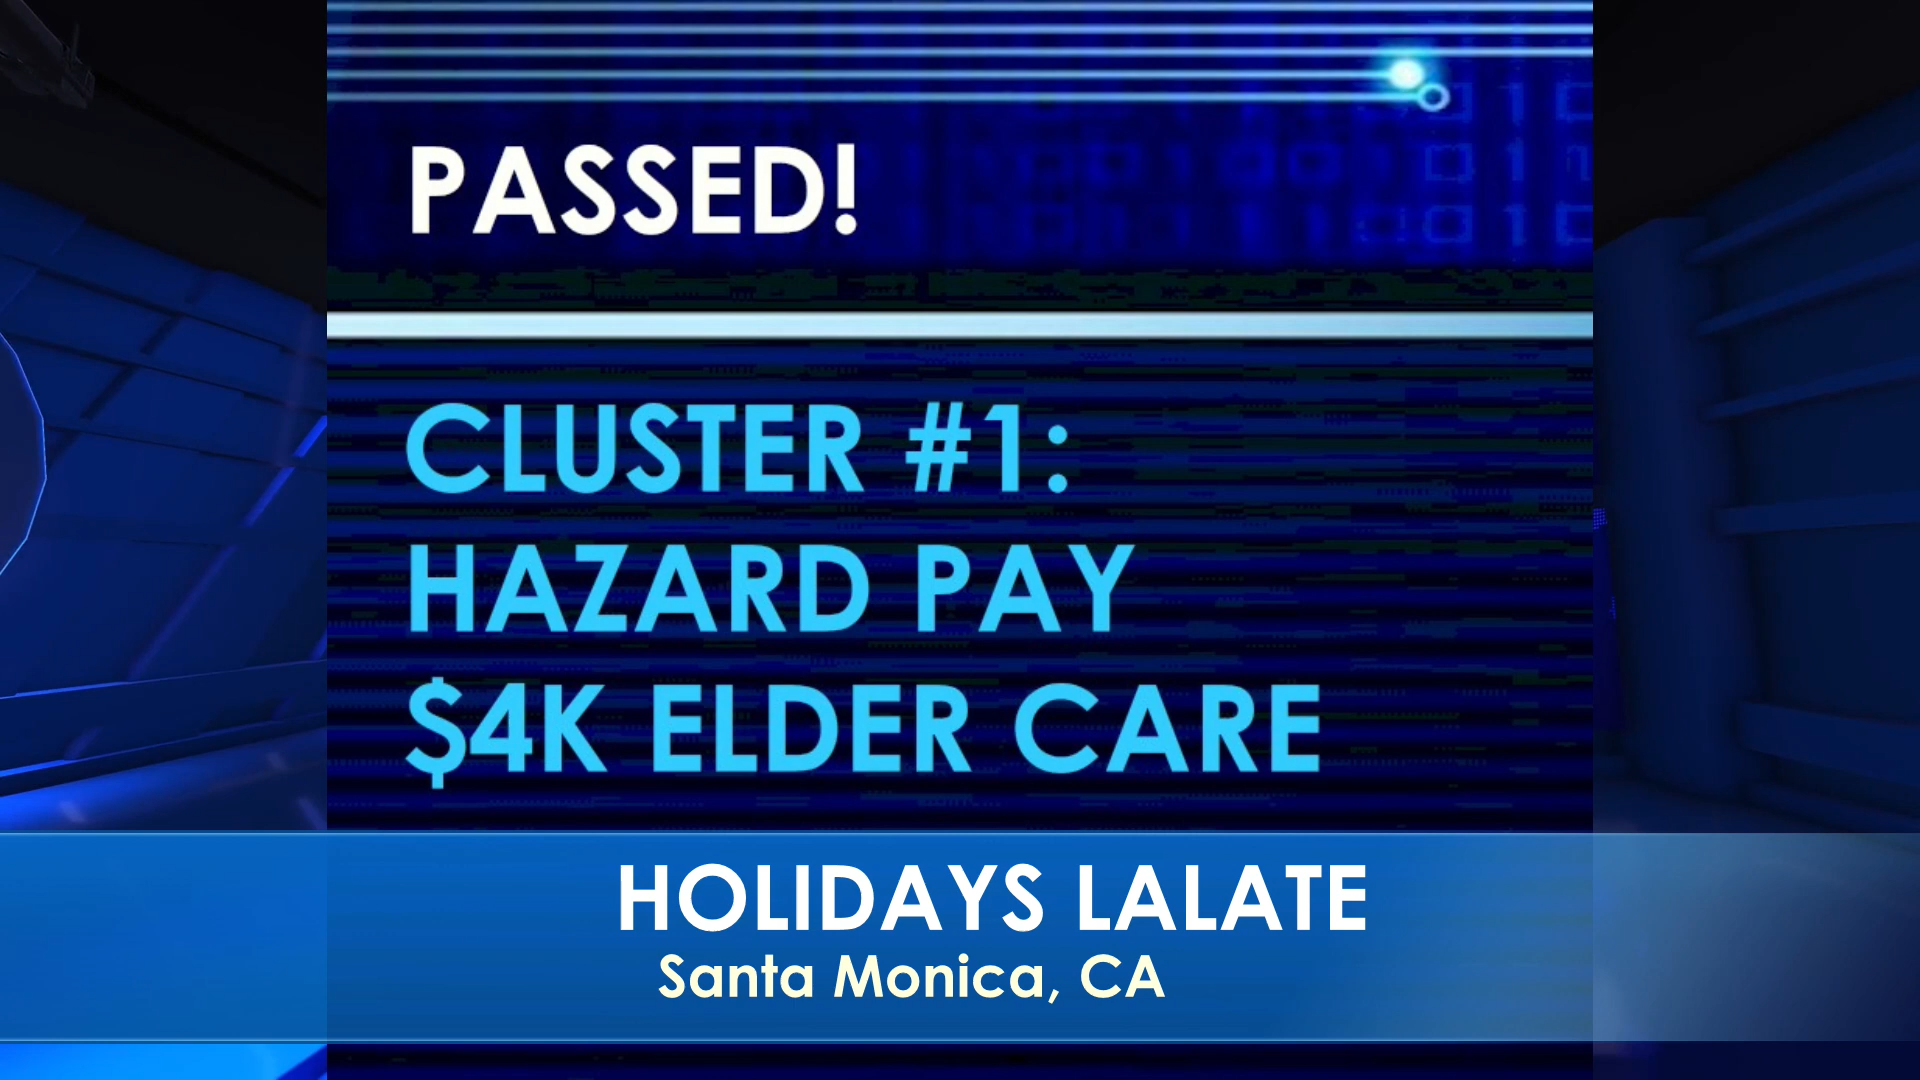 PASSED!
CLUSTER #1:
HAZARD PAY
$4K ELDER CARE
HOLIDAYS LALATE
Santa Monica, CA